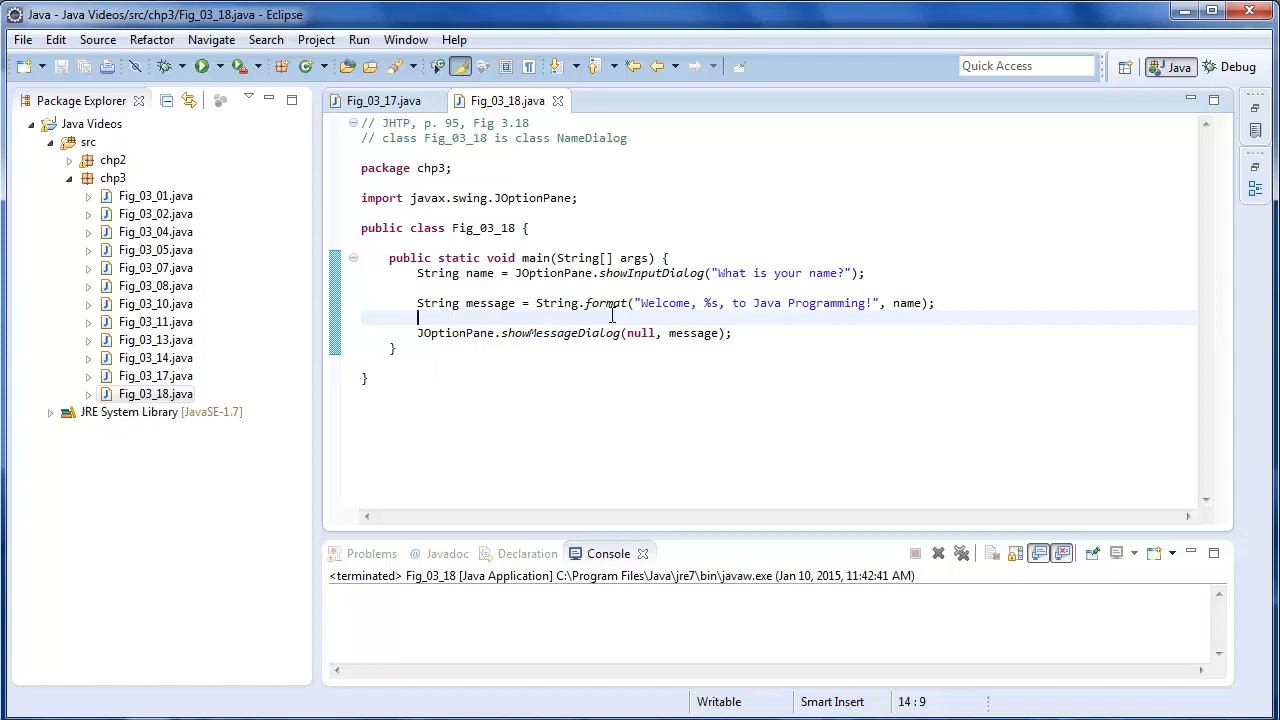 Java - Java Videos/src/chp3/Fig_03_18.java - Eclipse
File Edit Source Refactor Navigate Search Project Run Window Help
Quick Access
Java
Debug
Package Explorer
Java Videos
src
chp2
chp3
Fig_03_01.java
Fig_03_02.java
Fig_03_04.java
Fig_03_05.java
Fig_03_07.java
Fig_03_08.java
Fig_03_10.java
Fig_03_11.java
Fig_03_13.java
Fig_03_14.java
Fig_03_17.java
Fig_03_18.java
JRE System Library [JavaSE-1.7]
Fig_03_17.java
Fig_03_18.java
// JHTP, p. 95, Fig 3.18
// class Fig_03_18 is class NameDialog
package chp3;
import javax.swing.JOptionPane;
public class Fig_03_18 {
public static void main(String[] args) {
String name = JOptionPane.showInputDialog("What is your name?");
String message = String.format("Welcome, %s, to Java Programming!", name);
JOptionPane.showMessageDialog(null, message);
}
}
Problems @ Javadoc Declaration Console
<terminated> Fig_03_18 [Java Application] C:\Program Files\Java\jre7\bin\javaw.exe (Jan 10, 2015, 11:42:41 AM)
Writable Smart Insert 14 : 9